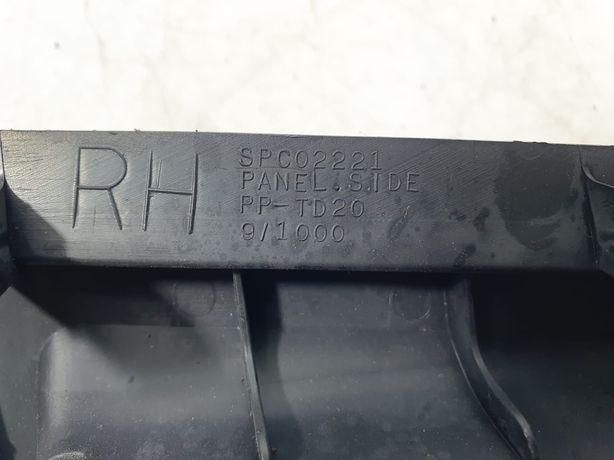 RH
SPC02221
PANEL.SIDE
PP-TD20
9/1000